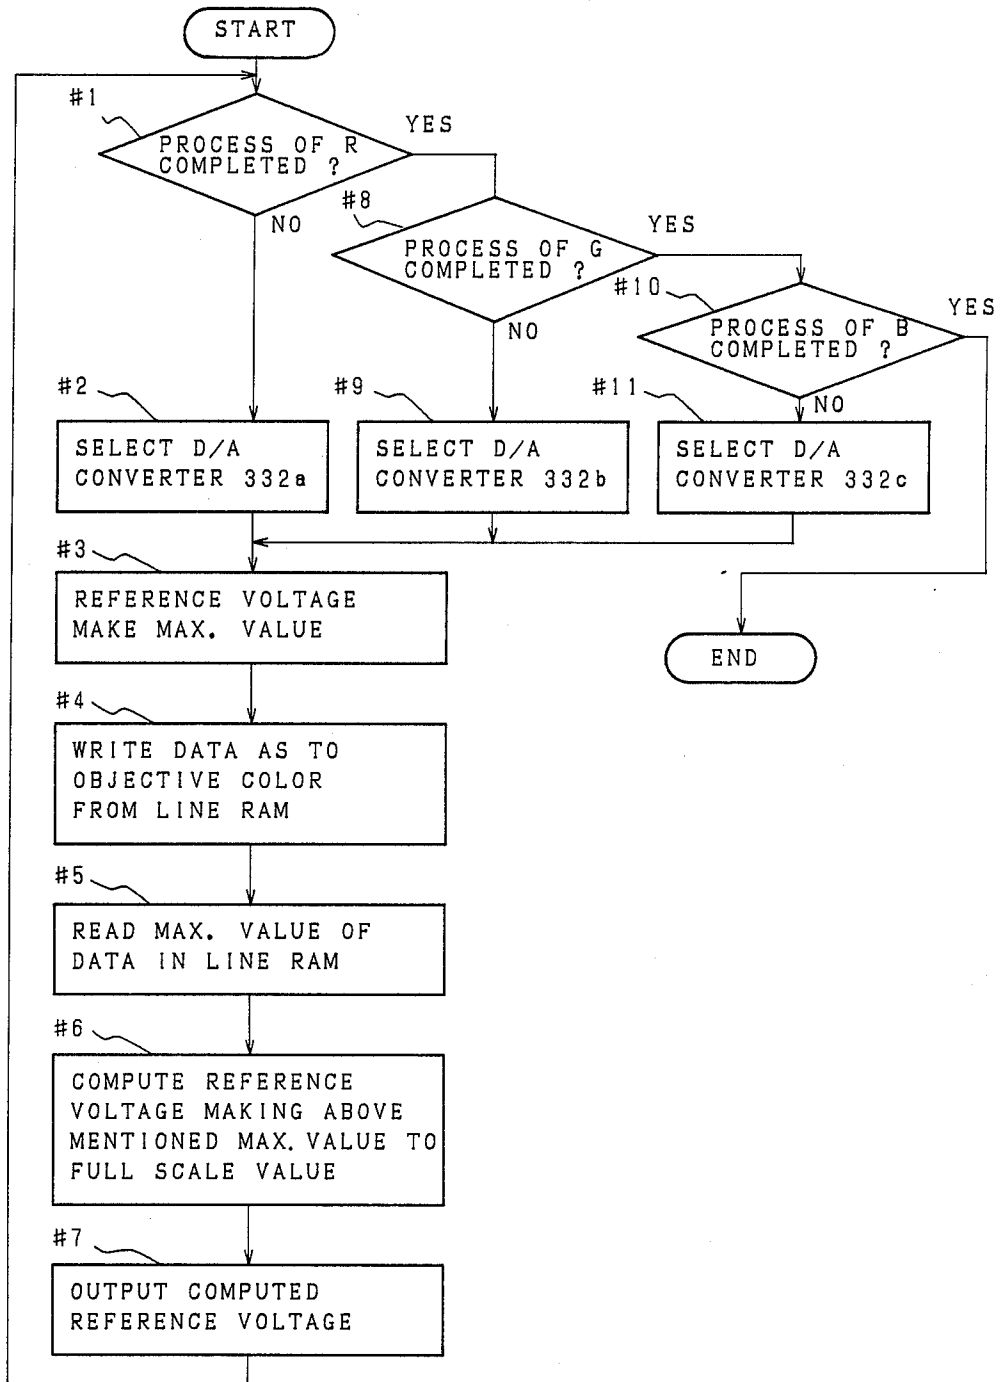 START
#1
PROCESS OF R
COMPLETED ?
YES
NO
#8
PROCESS OF G
COMPLETED ?
YES
NO
#10
PROCESS OF B
COMPLETED ?
YES
NO
#2
SELECT D/A
CONVERTER 332a
#9
SELECT D/A
CONVERTER 332b
#11
SELECT D/A
CONVERTER 332c
#3
REFERENCE VOLTAGE
MAKE MAX. VALUE
END
#4
WRITE DATA AS TO
OBJECTIVE COLOR
FROM LINE RAM
#5
READ MAX. VALUE OF
DATA IN LINE RAM
#6
COMPUTE REFERENCE
VOLTAGE MAKING ABOVE
MENTIONED MAX. VALUE TO
FULL SCALE VALUE
#7
OUTPUT COMPUTED
REFERENCE VOLTAGE